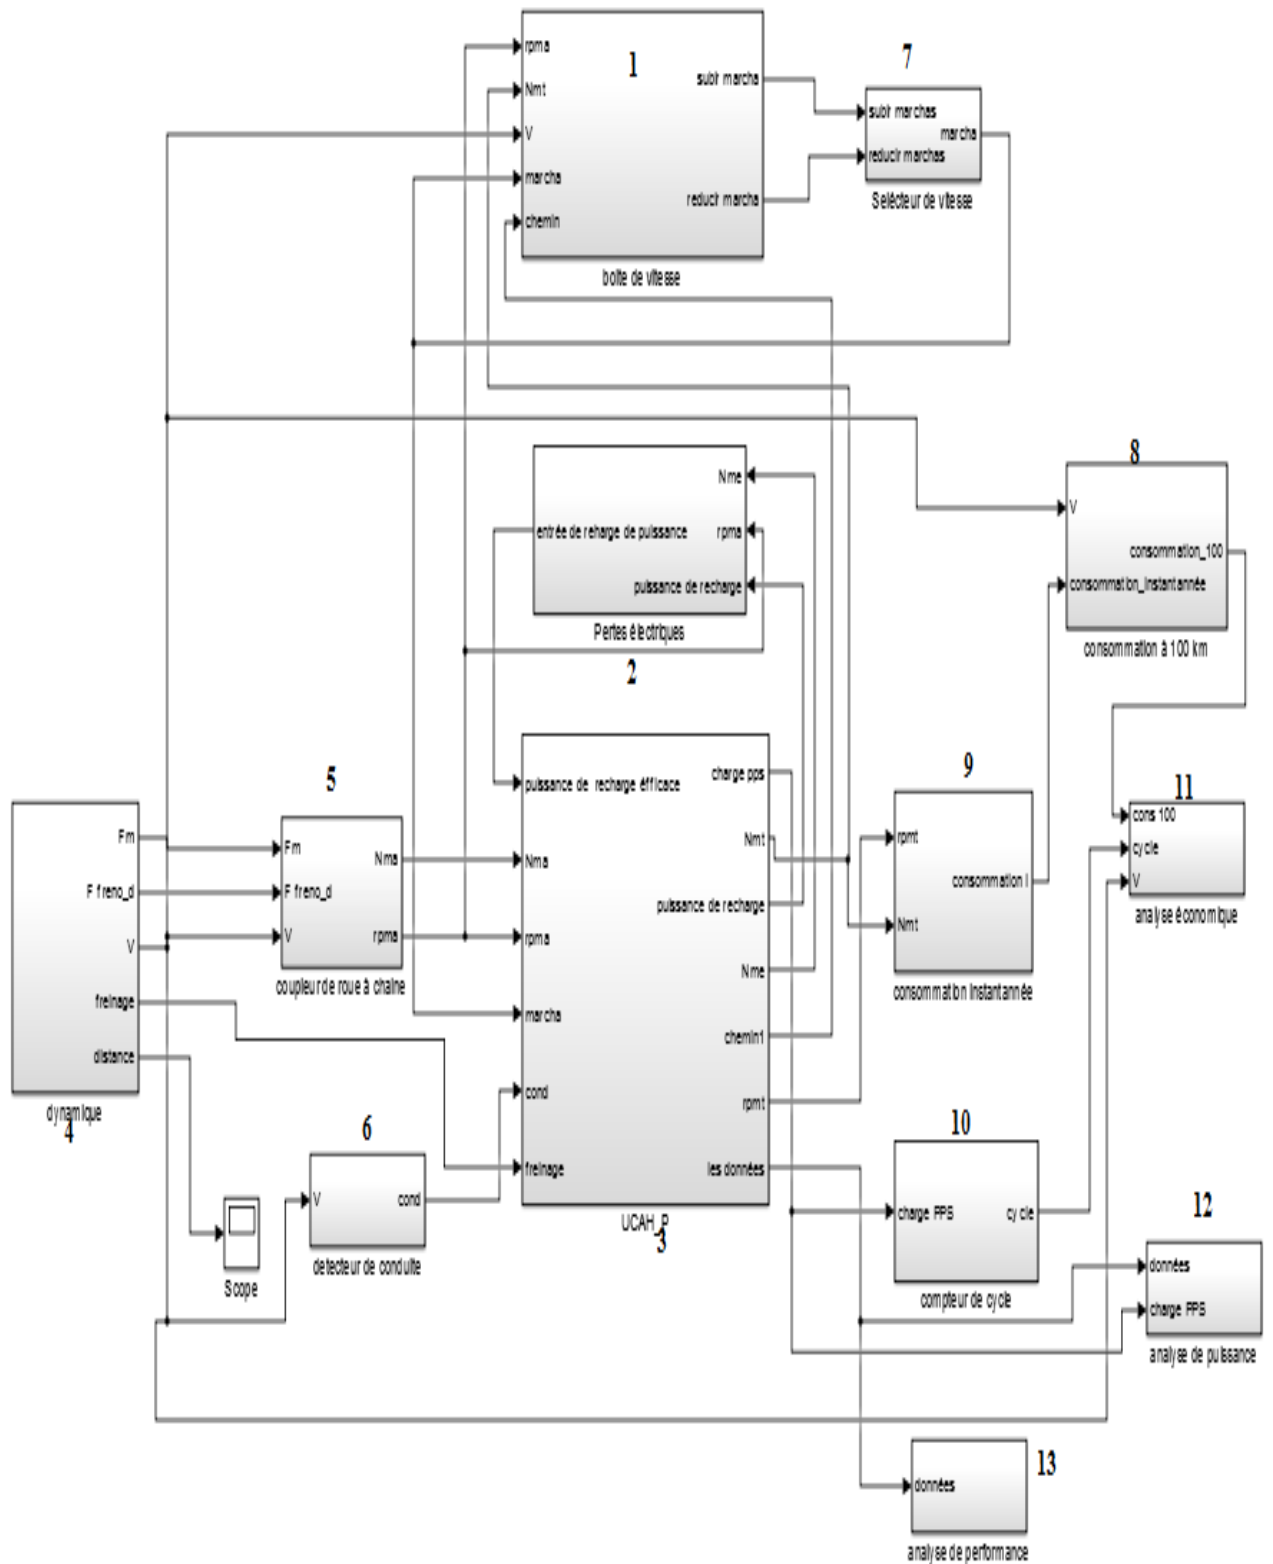 1
rpma
Nmt
V
marcha
chemin
subir marcha
reducir marcha
boîte de vitesse
7
subir marchas
reducir marchas
marcha
Selécteur de vitesse
Nme
entrée de reharge de puissance
rpma
puissance de recharge
Pertes électriques
2
8
V
consommation_100
consommation_instantannée
consommation à 100 km
4
Fm
F freno_d
V
freinage
distance
dynamique
5
Fm
F freno_d
V
Nma
rpma
coupleur de roue à chaine
puissance de recharge éfficace
Nma
rpma
marcha
cond
freinage
charge pps
Nmt
puissance de recharge
Nme
chemin1
rpmt
les données
UCAH_P
3
9
rpmt
Nmt
consommation i
consommation instantannée
11
cons 100
cycle
V
analyse économique
6
V
cond
detecteur de conduite
Scope
10
charge PPS
cycle
compteur de cycle
12
données
charge PPS
analyse de puissance
13
données
analyse de performance